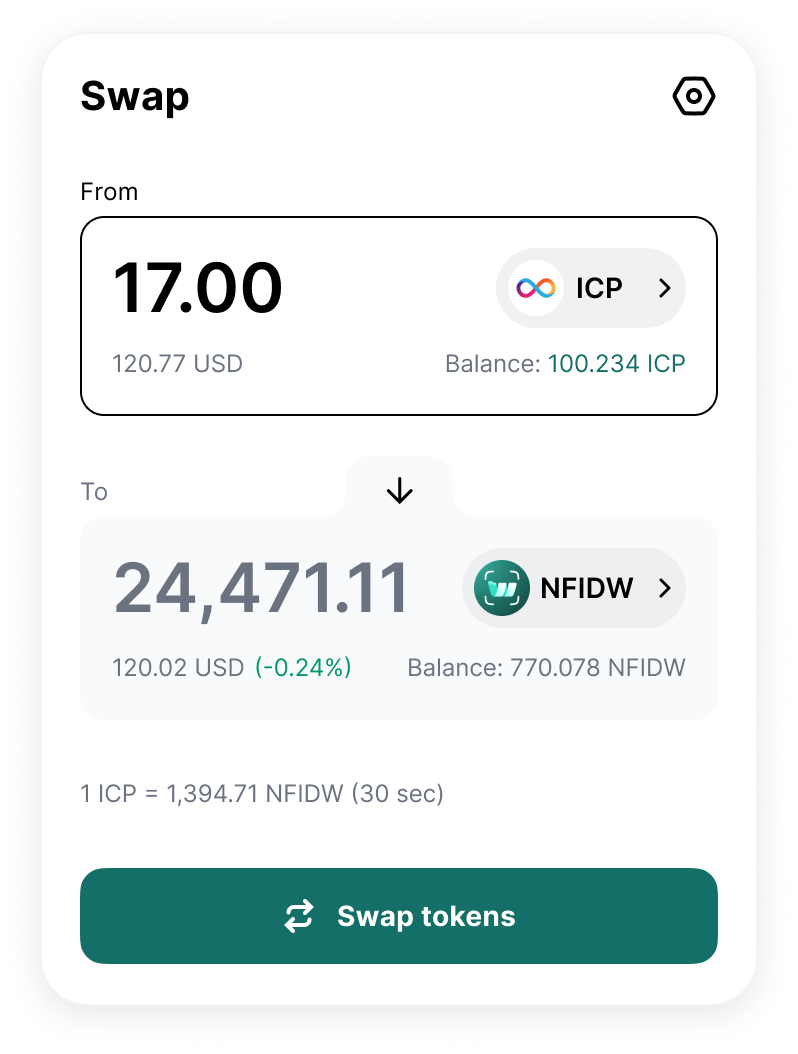 Swap
From
17.00 ICP
120.77 USD Balance: 100.234 ICP
To
24,471.11 NFIDW
120.02 USD (-0.24%) Balance: 770.078 NFIDW
1 ICP = 1,394.71 NFIDW (30 sec)
Swap tokens